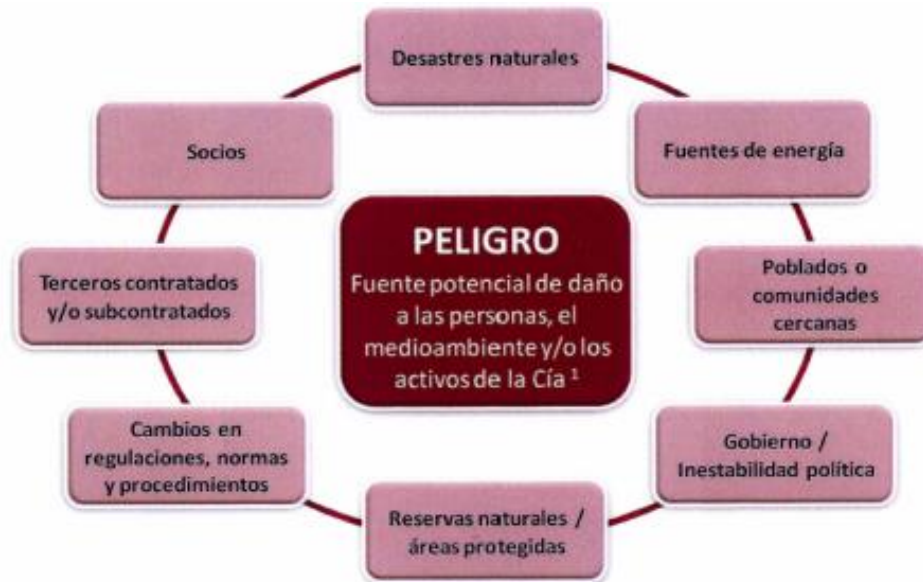 Desastres naturales
Fuentes de energía
Poblados o
comunidades
cercanas
Gobierno /
Inestabilidad política
Reservas naturales /
áreas protegidas
Cambios en
regulaciones, normas
y procedimientos
Terceros contratados
y/o subcontratados
Socios
PELIGRO
Fuente potencial de daño
a las personas, el
medioambiente y/o los
activos de la Cía ¹